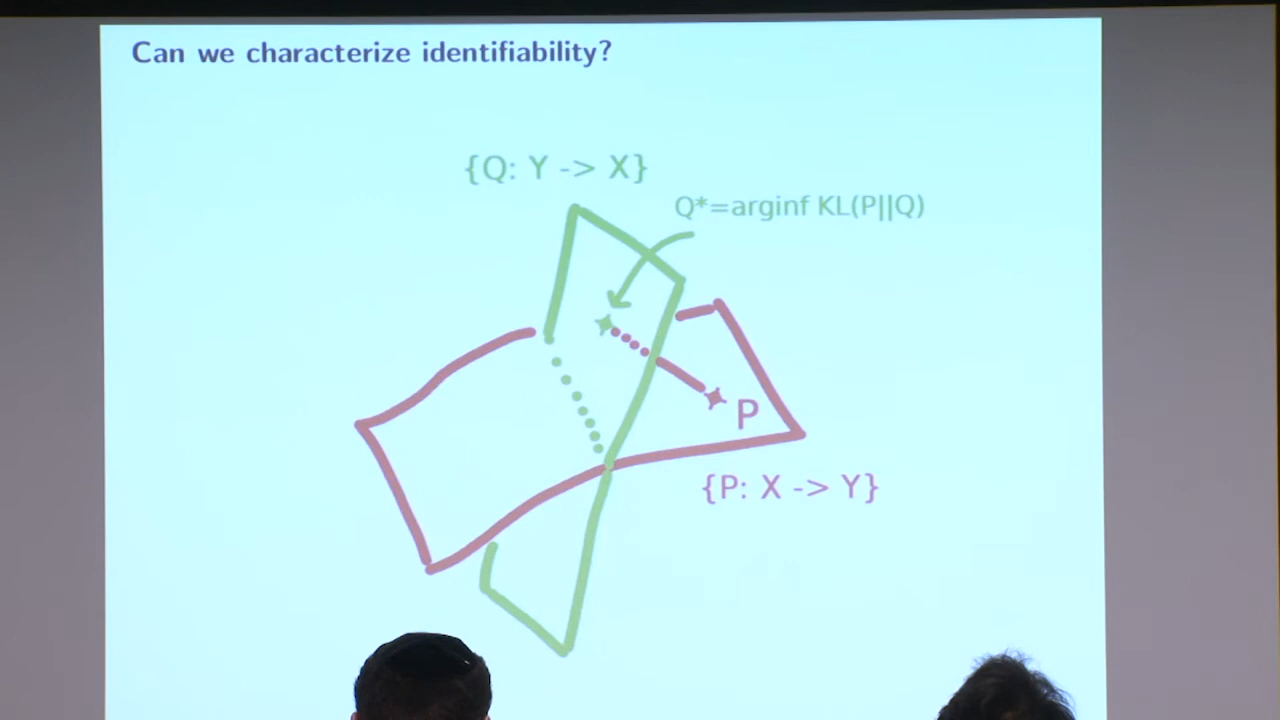 Can we characterize identifiability?
{Q: Y -> X}
Q*=arginf KL(P||Q)
P
{P: X -> Y}